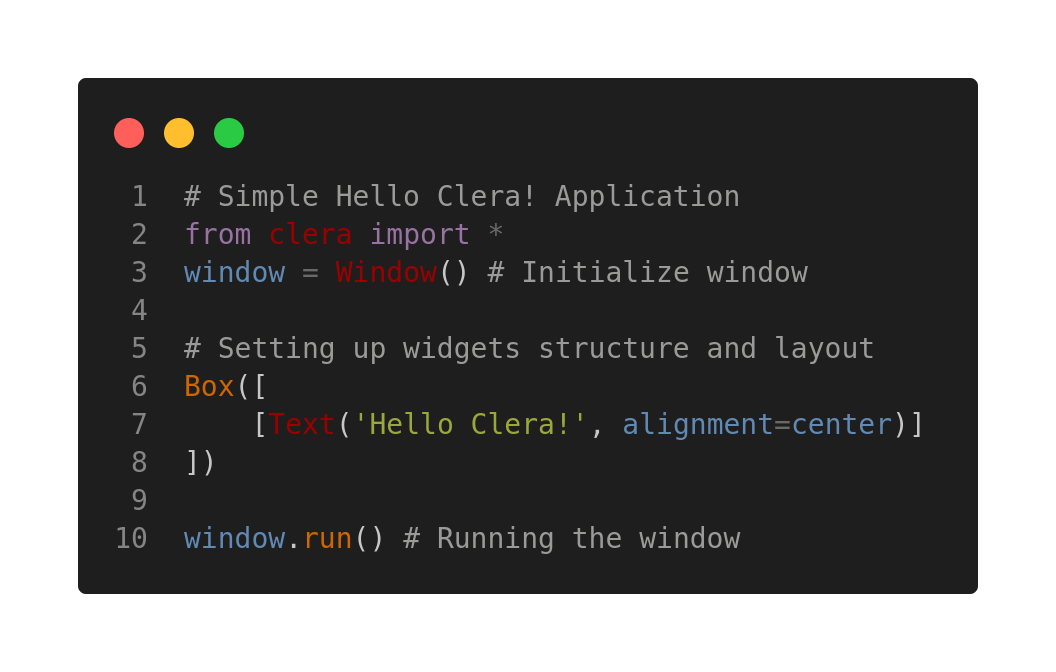 1 # Simple Hello Clera! Application
2 from clera import *
3 window = Window() # Initialize window
4
5 # Setting up widgets structure and layout
6 Box([
7     [Text('Hello Clera!', alignment=center)]
8 ])
9
10 window.run() # Running the window